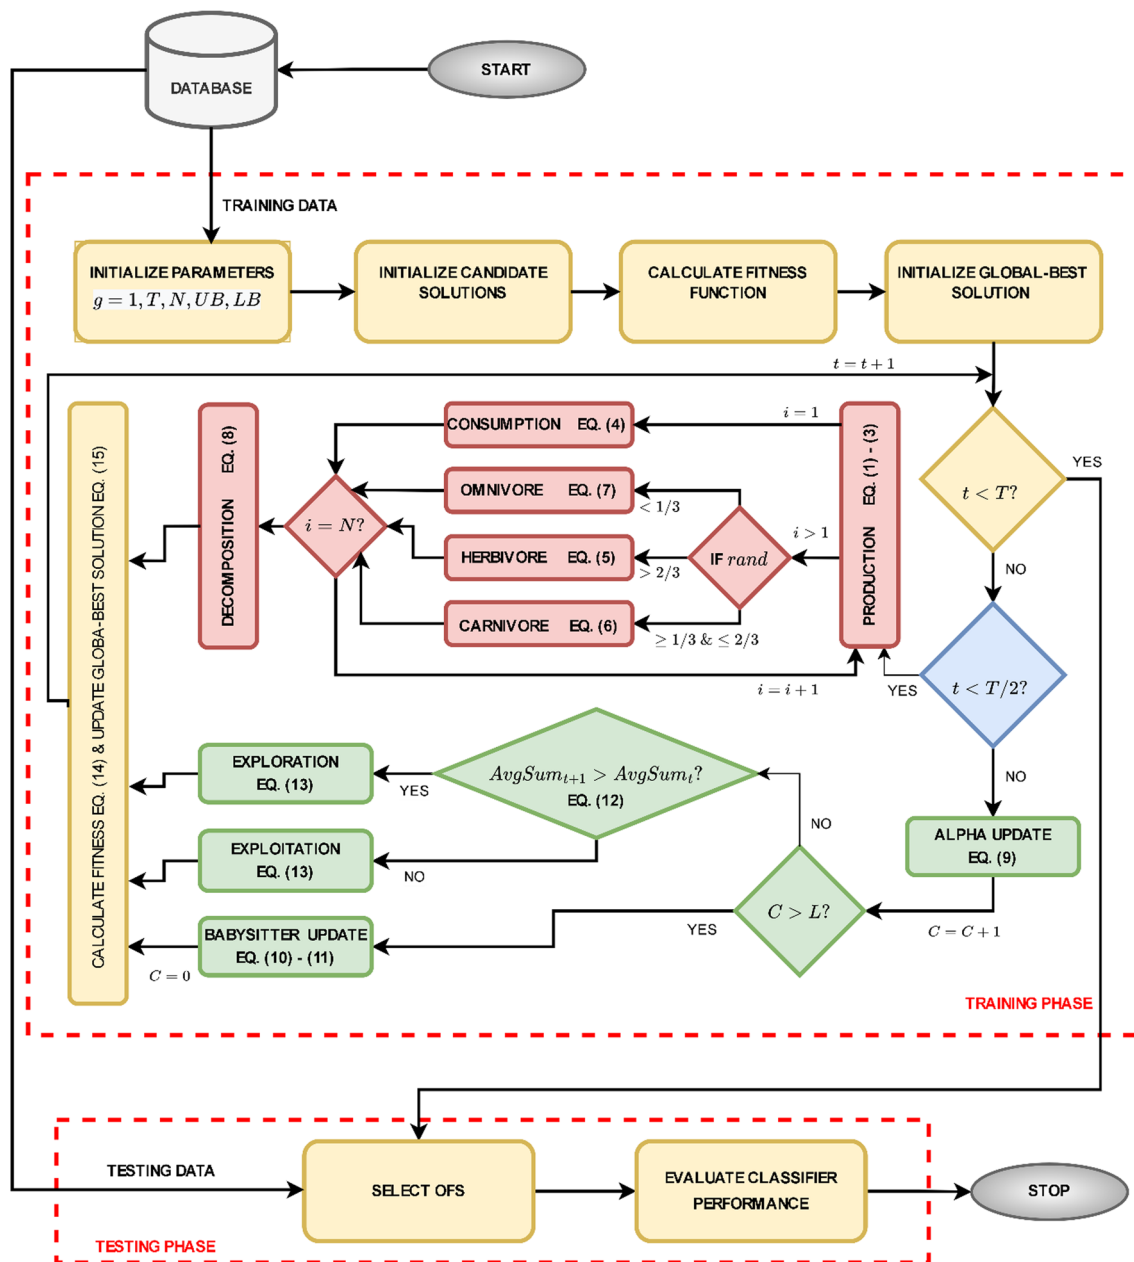 START
DATABASE
TRAINING DATA
INITIALIZE PARAMETERS
g = 1, T, N, UB, LB
INITIALIZE CANDIDATE
SOLUTIONS
CALCULATE FITNESS
FUNCTION
INITIALIZE GLOBAL-BEST
SOLUTION
t = t + 1
CONSUMPTION EQ. (4)
i = 1
OMNIVORE EQ. (7)
< 1/3
i = N?
HERBIVORE EQ. (5)
> 2/3
IF rand
i > 1
CARNIVORE EQ. (6)
≥ 1/3 & ≤ 2/3
i = i + 1
DECOMPOSITION EQ. (8)
PRODUCTION EQ. (1) - (3)
CALCULATE FITNESS EQ. (14) & UPDATE GLOBA-BEST SOLUTION EQ. (15)
t < T?
YES
NO
t < T/2?
YES
NO
EXPLORATION
EQ. (13)
YES
AvgSum_{t+1} > AvgSum_t?
EQ. (12)
NO
ALPHA UPDATE
EQ. (9)
EXPLOITATION
EQ. (13)
NO
C > L?
C = C + 1
YES
BABYSITTER UPDATE
EQ. (10) - (11)
C = 0
TRAINING PHASE
TESTING DATA
SELECT OFS
EVALUATE CLASSIFIER
PERFORMANCE
STOP
TESTING PHASE